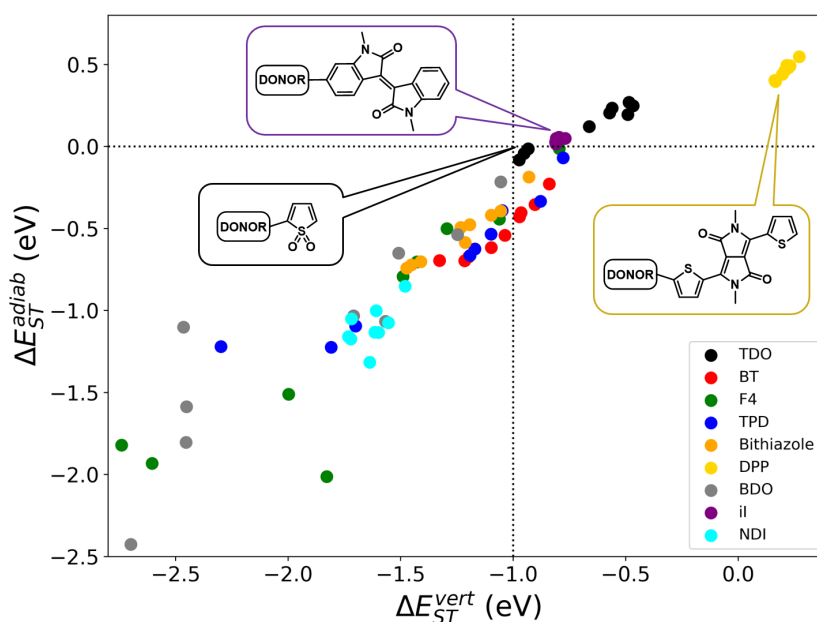 0.5
0.0
−0.5
−1.0
−1.5
−2.0
−2.5
ΔE_ST^adiab (eV)
N
O
DONOR
O
N
DONOR
S
O
O
N
O
S
DONOR
S
N
O
TDO
BT
F4
TPD
Bithiazole
DPP
BDO
iI
NDI
−2.5
−2.0
−1.5
−1.0
−0.5
0.0
ΔE_ST^vert (eV)